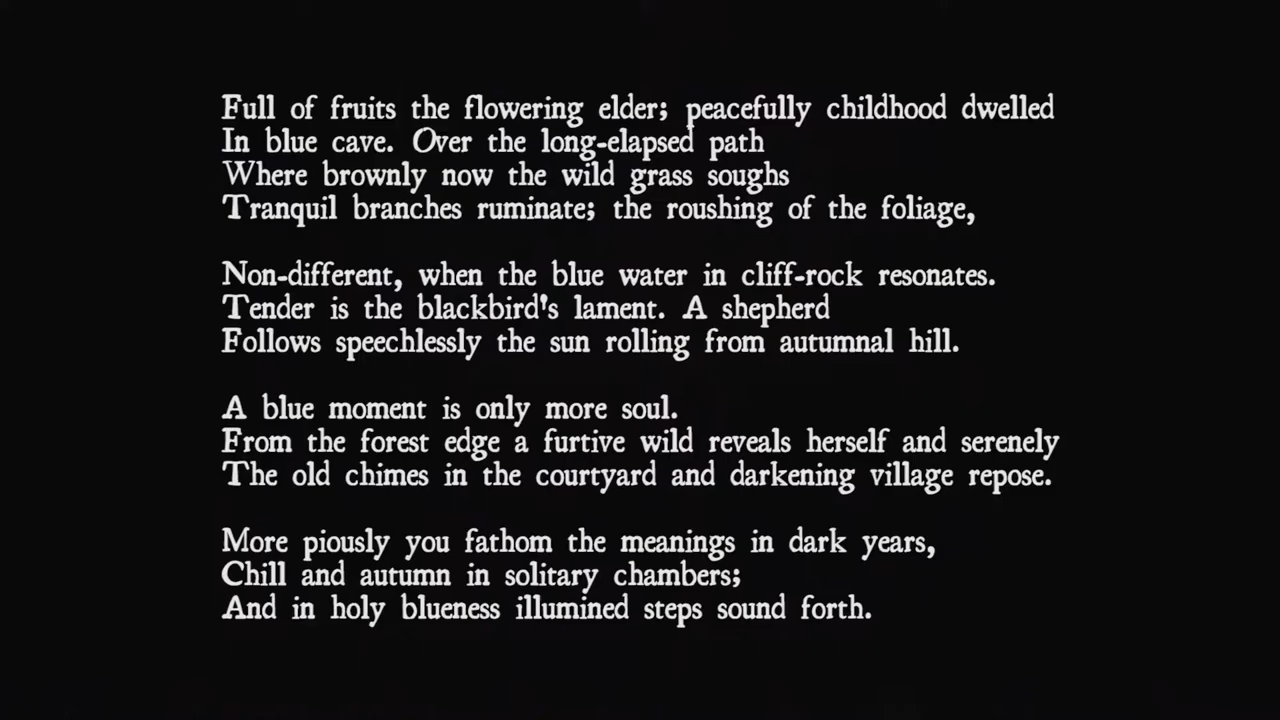 Full of fruits the flowering elder; peacefully childhood dwelled
In blue cave. Over the long-elapsed path
Where brownly now the wild grass soughs
Tranquil branches ruminate; the roushing of the foliage,
Non-different, when the blue water in cliff-rock resonates.
Tender is the blackbird's lament. A shepherd
Follows speechlessly the sun rolling from autumnal hill.
A blue moment is only more soul.
From the forest edge a furtive wild reveals herself and serenely
The old chimes in the courtyard and darkening village repose.
More piously you fathom the meanings in dark years,
Chill and autumn in solitary chambers;
And in holy blueness illumined steps sound forth.